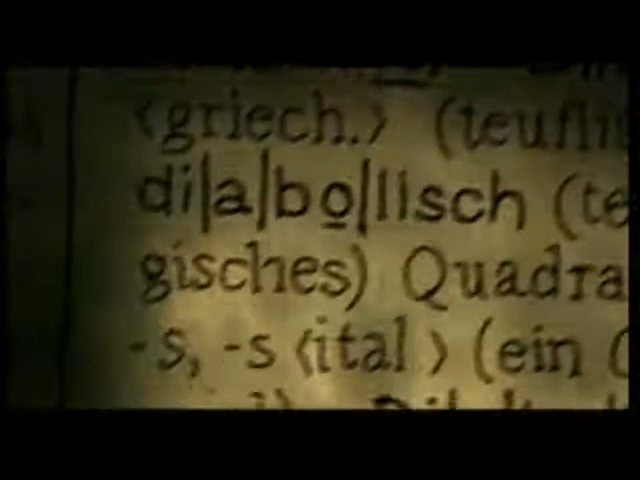 ‹griech.› (teufli
di|a|bo̲|lisch (te
gisches) Quadra
-s, -s ‹ital › (ein